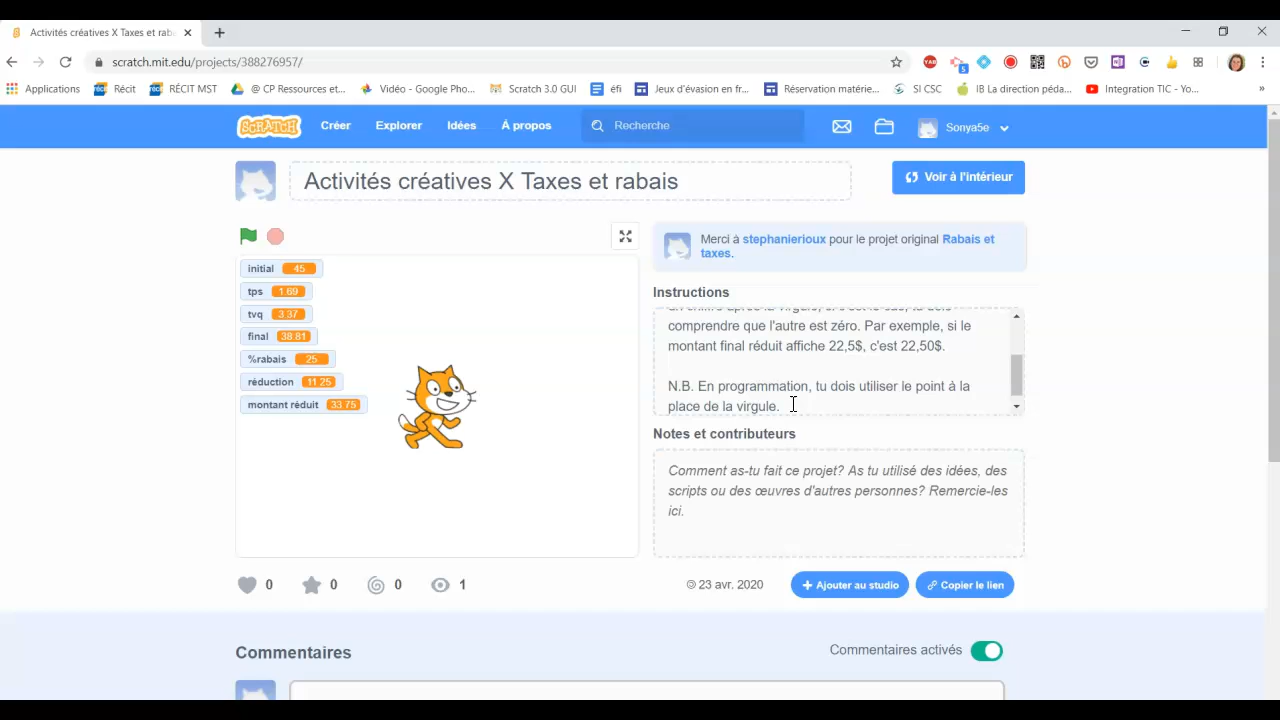 Activités créatives X Taxes et rab
scratch.mit.edu/projects/388276957/
Applications
Récit
RÉCIT MST
@ CP Ressources et...
Vidéo - Google Pho...
Scratch 3.0 GUI
éfi
Jeux d'évasion en fr...
Réservation matérie...
SI CSC
IB La direction péda...
Integration TIC - Yo...
»
SCRATCH
Créer
Explorer
Idées
À propos
Recherche
Sonya5e
Activités créatives X Taxes et rabais
Voir à l'intérieur
Merci à stephanierioux pour le projet original Rabais et
taxes.
initial 45
tps 1.69
tvq 3.37
final 38.81
%rabais 25
réduction 11.25
montant réduit 33.75
Instructions
comprendre que l'autre est zéro. Par exemple, si le
montant final réduit affiche 22,5$, c'est 22,50$.
N.B. En programmation, tu dois utiliser le point à la
place de la virgule.
Notes et contributeurs
Comment as-tu fait ce projet? As tu utilisé des idées, des
scripts ou des œuvres d'autres personnes? Remercie-les
ici.
0
0
0
1
© 23 avr. 2020
Ajouter au studio
Copier le lien
Commentaires
Commentaires activés